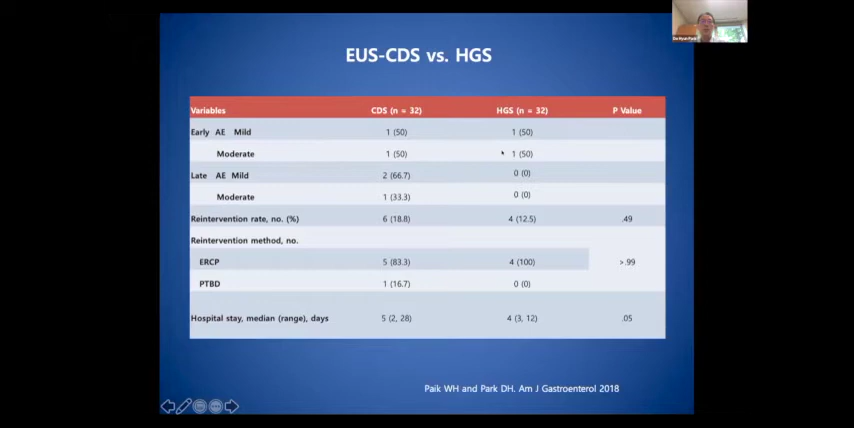 EUS-CDS vs. HGS
Variables CDS (n = 32) HGS (n = 32) P Value
Early AE Mild 1 (50) 1 (50)
Moderate 1 (50) 1 (50)
Late AE Mild 2 (66.7) 0 (0)
Moderate 1 (33.3) 0 (0)
Reintervention rate, no. (%) 6 (18.8) 4 (12.5) .49
Reintervention method, no.
ERCP 5 (83.3) 4 (100) >.99
PTBD 1 (16.7) 0 (0)
Hospital stay, median (range), days 5 (2, 28) 4 (3, 12) .05
Paik WH and Park DH. Am J Gastroenterol 2018